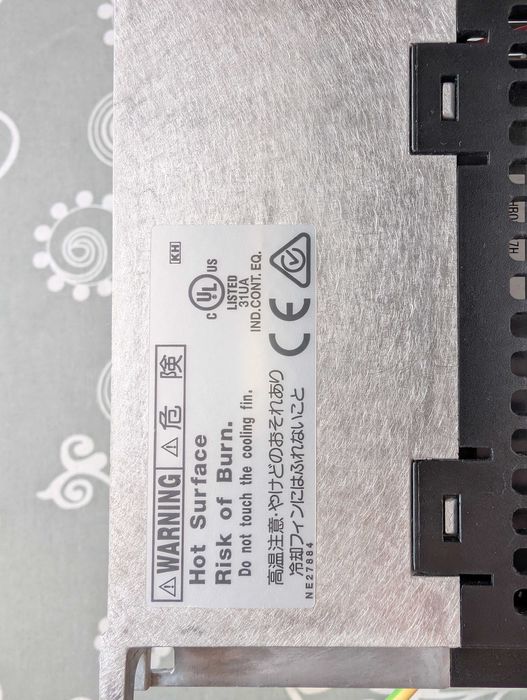 ⚠WARNING ⚠危険
Hot Surface
Risk of Burn.
Do not touch the cooling fin.
高温注意・やけどのおそれあり
冷却フィンにはふれないこと
NE27884
KH
C UL US
LISTED
31UA
IND.CONT. EQ.
CE